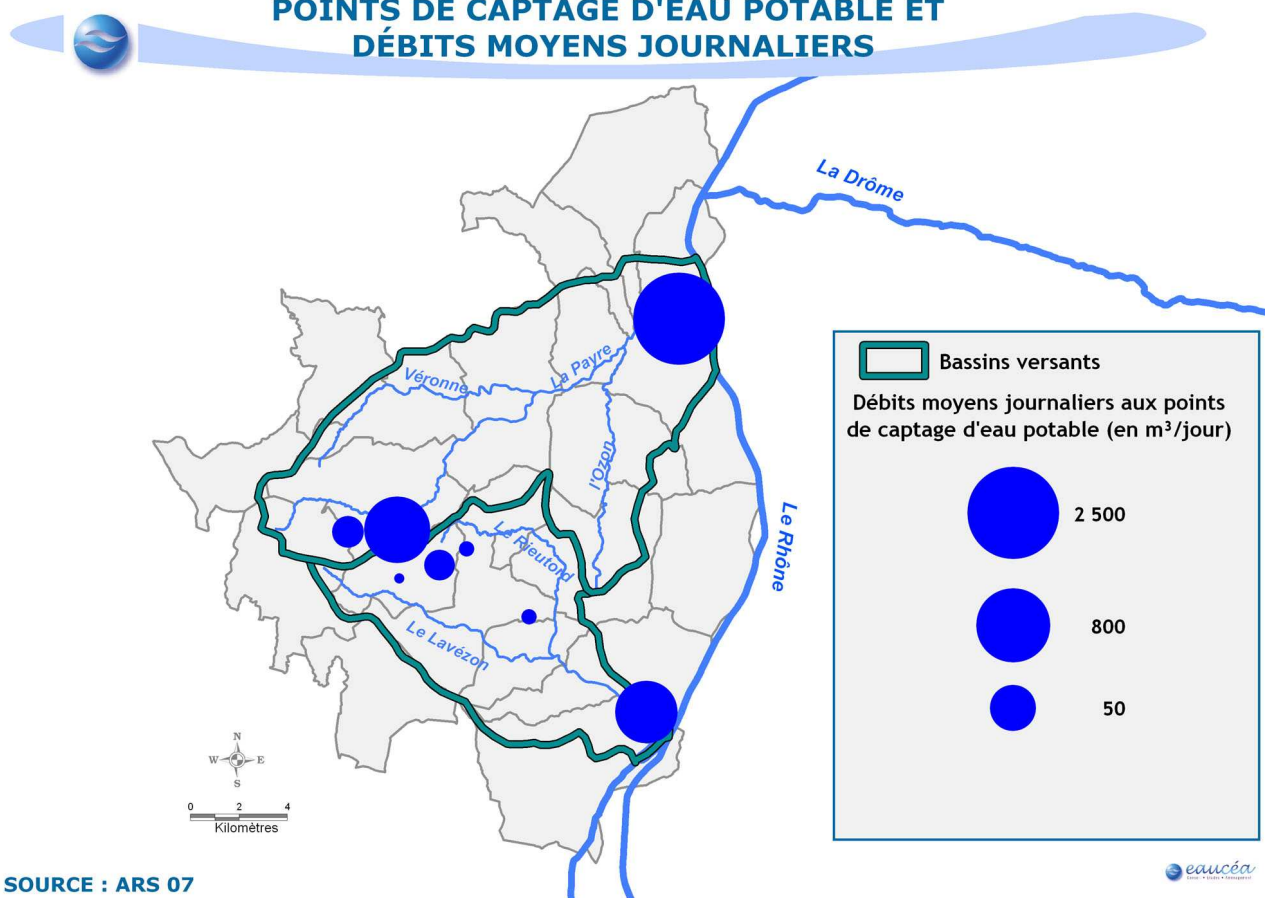 POINTS DE CAPTAGE D'EAU POTABLE ET
DÉBITS MOYENS JOURNALIERS
La Drôme
La Payre
Véronne
l'Ozon
Le Rhône
Le Rieutord
Le Lavézon
Bassins versants
Débits moyens journaliers aux points
de captage d'eau potable (en m³/jour)
2 500
800
50
N
W E
S
0 2 4
Kilomètres
SOURCE : ARS 07
eaucéa